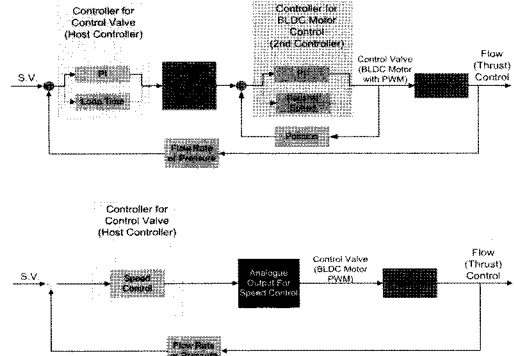 Controller for
Control Valve
(Host Controller)
Controller for
BLDC Motor
Control
(2nd Controller)
Control Valve
(BLDC Motor
with PWM)
Flow
(Thrust)
Control
S.V.
PI
Loop Time
PI
Position
Flow Rate
or Pressure
Controller for
Control Valve
(Host Controller)
Control Valve
(BLDC Motor
PWM)
Flow
(Thrust)
Control
S.V.
Speed
Control
Analogue
Output For
Speed Control
Flow Rate